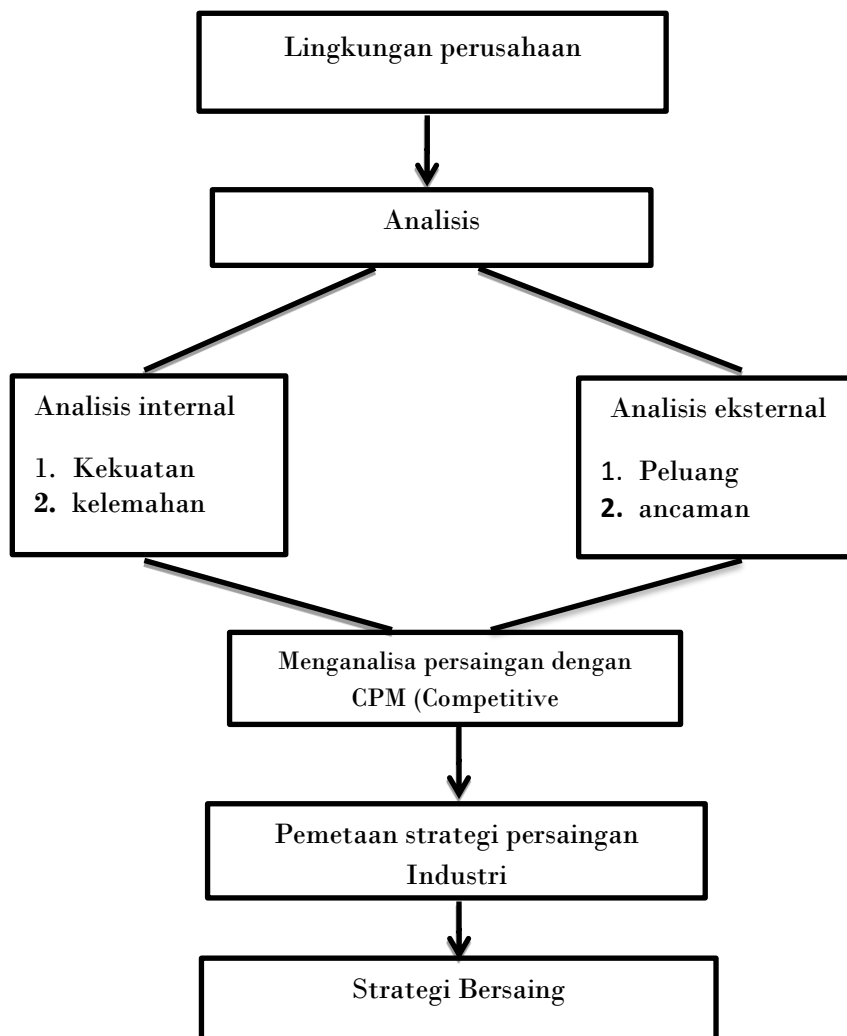 Lingkungan perusahaan
Analisis
Analisis internal
1. Kekuatan
2. kelemahan
Analisis eksternal
1. Peluang
2. ancaman
Menganalisa persaingan dengan
CPM (Competitive
Pemetaan strategi persaingan
Industri
Strategi Bersaing